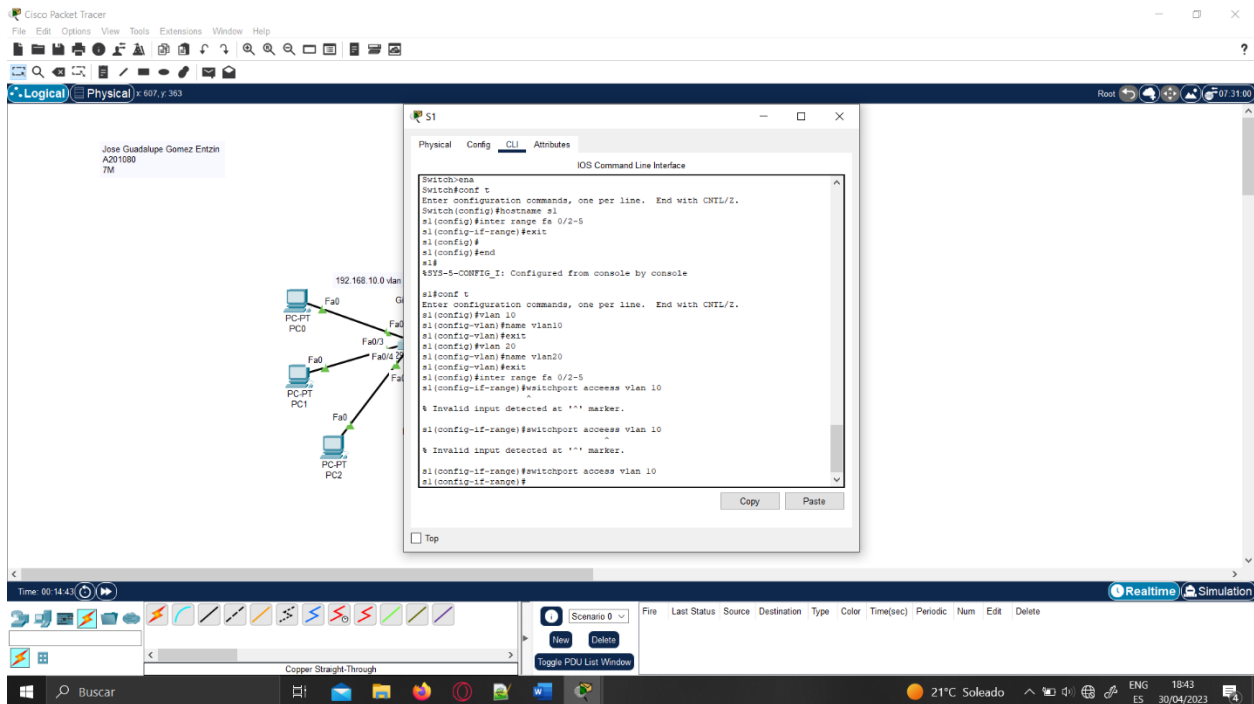 Cisco Packet Tracer
File Edit Options View Tools Extensions Window Help
?
Logical Physical x: 607, y: 363 Root 07:31:00
Jose Guadalupe Gomez Entzin
A201080
7M
192.168.10.0 vlan
Fa0
PC-PT
PC0
Fa0/3
Fa0/4
Fa0
PC-PT
PC1
Fa0
PC-PT
PC2
S1
Physical Config CLI Attributes
IOS Command Line Interface
Switch>ena
Switch#conf t
Enter configuration commands, one per line. End with CNTL/Z.
Switch(config)#hostname s1
s1(config)#inter range fa 0/2-5
s1(config-if-range)#exit
s1(config)#
s1(config)#end
s1#
%SYS-5-CONFIG_I: Configured from console by console
s1#conf t
Enter configuration commands, one per line. End with CNTL/Z.
s1(config)#vlan 10
s1(config-vlan)#name vlan10
s1(config-vlan)#exit
s1(config)#vlan 20
s1(config-vlan)#name vlan20
s1(config-vlan)#exit
s1(config)#inter range fa 0/2-5
s1(config-if-range)#wsitchport acceess vlan 10
^
% Invalid input detected at '^' marker.
s1(config-if-range)#switchport acceess vlan 10
^
% Invalid input detected at '^' marker.
s1(config-if-range)#switchport access vlan 10
s1(config-if-range)#
Copy Paste
Top
Time: 00:14:43 Realtime Simulation
Scenario 0
New Delete
Toggle PDU List Window
Fire Last Status Source Destination Type Color Time(sec) Periodic Num Edit Delete
Copper Straight-Through
Buscar
21°C Soleado
ENG
ES
18:43
30/04/2023
4